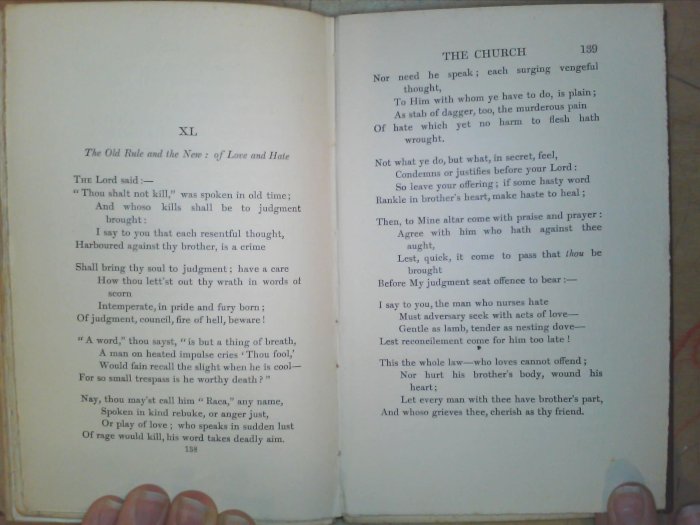 XL
The Old Rule and the New : of Love and Hate
THE Lord said :—
" Thou shalt not kill," was spoken in old time ;
And whoso kills shall be to judgment
brought :
I say to you that each resentful thought,
Harboured against thy brother, is a crime
Shall bring thy soul to judgment ; have a care
How thou lett'st out thy wrath in words of
scorn
Intemperate, in pride and fury born ;
Of judgment, council, fire of hell, beware !
" A word," thou sayst, " is but a thing of breath,
A man on heated impulse cries ' Thou fool,'
Would fain recall the slight when he is cool—
For so small trespass is he worthy death ? "
Nay, thou may'st call him " Raca," any name,
Spoken in kind rebuke, or anger just,
Or play of love ; who speaks in sudden lust
Of rage would kill, his word takes deadly aim.
138
THE CHURCH 139
Nor need he speak ; each surging vengeful
thought,
To Him with whom ye have to do, is plain ;
As stab of dagger, too, the murderous pain
Of hate which yet no harm to flesh hath
wrought.
Not what ye do, but what, in secret, feel,
Condemns or justifies before your Lord :
So leave your offering ; if some hasty word
Rankle in brother's heart, make haste to heal ;
Then, to Mine altar come with praise and prayer :
Agree with him who hath against thee
aught,
Lest, quick, it come to pass that thou be
brought
Before My judgment seat offence to bear :—
I say to you, the man who nurses hate
Must adversary seek with acts of love—
Gentle as lamb, tender as nesting dove—
Lest reconcilement come for him too late !
This the whole law—who loves cannot offend ;
Nor hurt his brother's body, wound his
heart ;
Let every man with thee have brother's part,
And whoso grieves thee, cherish as thy friend.